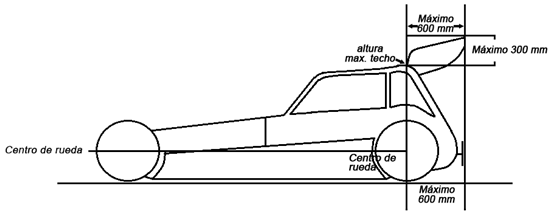 Máximo
600 mm
altura
max. techo
Máximo 300 mm
Centro de rueda
Centro de
rueda
Máximo
600 mm